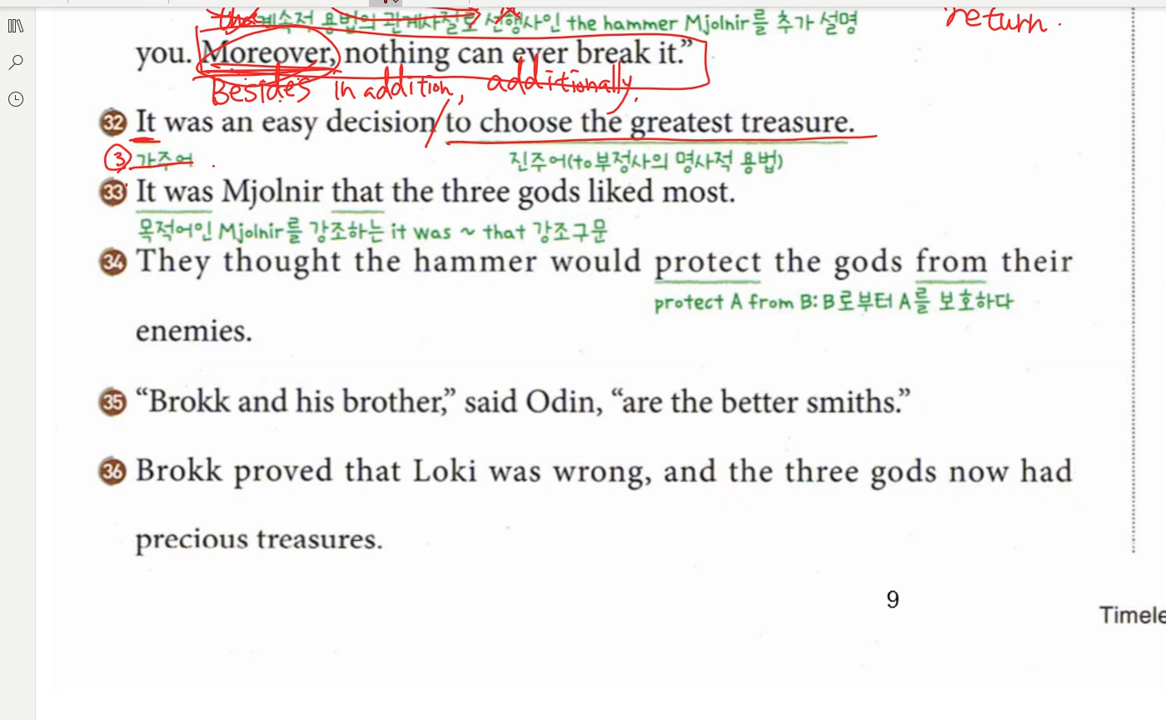 계속적 용법의 관계사절로 선행사인 the hammer Mjolnir를 추가 설명
return.
you. Moreover, nothing can ever break it.”
Besides in addition, additionally.
32 It was an easy decision / to choose the greatest treasure.
③ 가주어 진주어(to부정사의 명사적 용법)
33 It was Mjolnir that the three gods liked most.
목적어인 Mjolnir를 강조하는 it was ~ that 강조구문
34 They thought the hammer would protect the gods from their
protect A from B: B로부터 A를 보호하다
enemies.
35 “Brokk and his brother,” said Odin, “are the better smiths.”
36 Brokk proved that Loki was wrong, and the three gods now had
precious treasures.
9
Timele